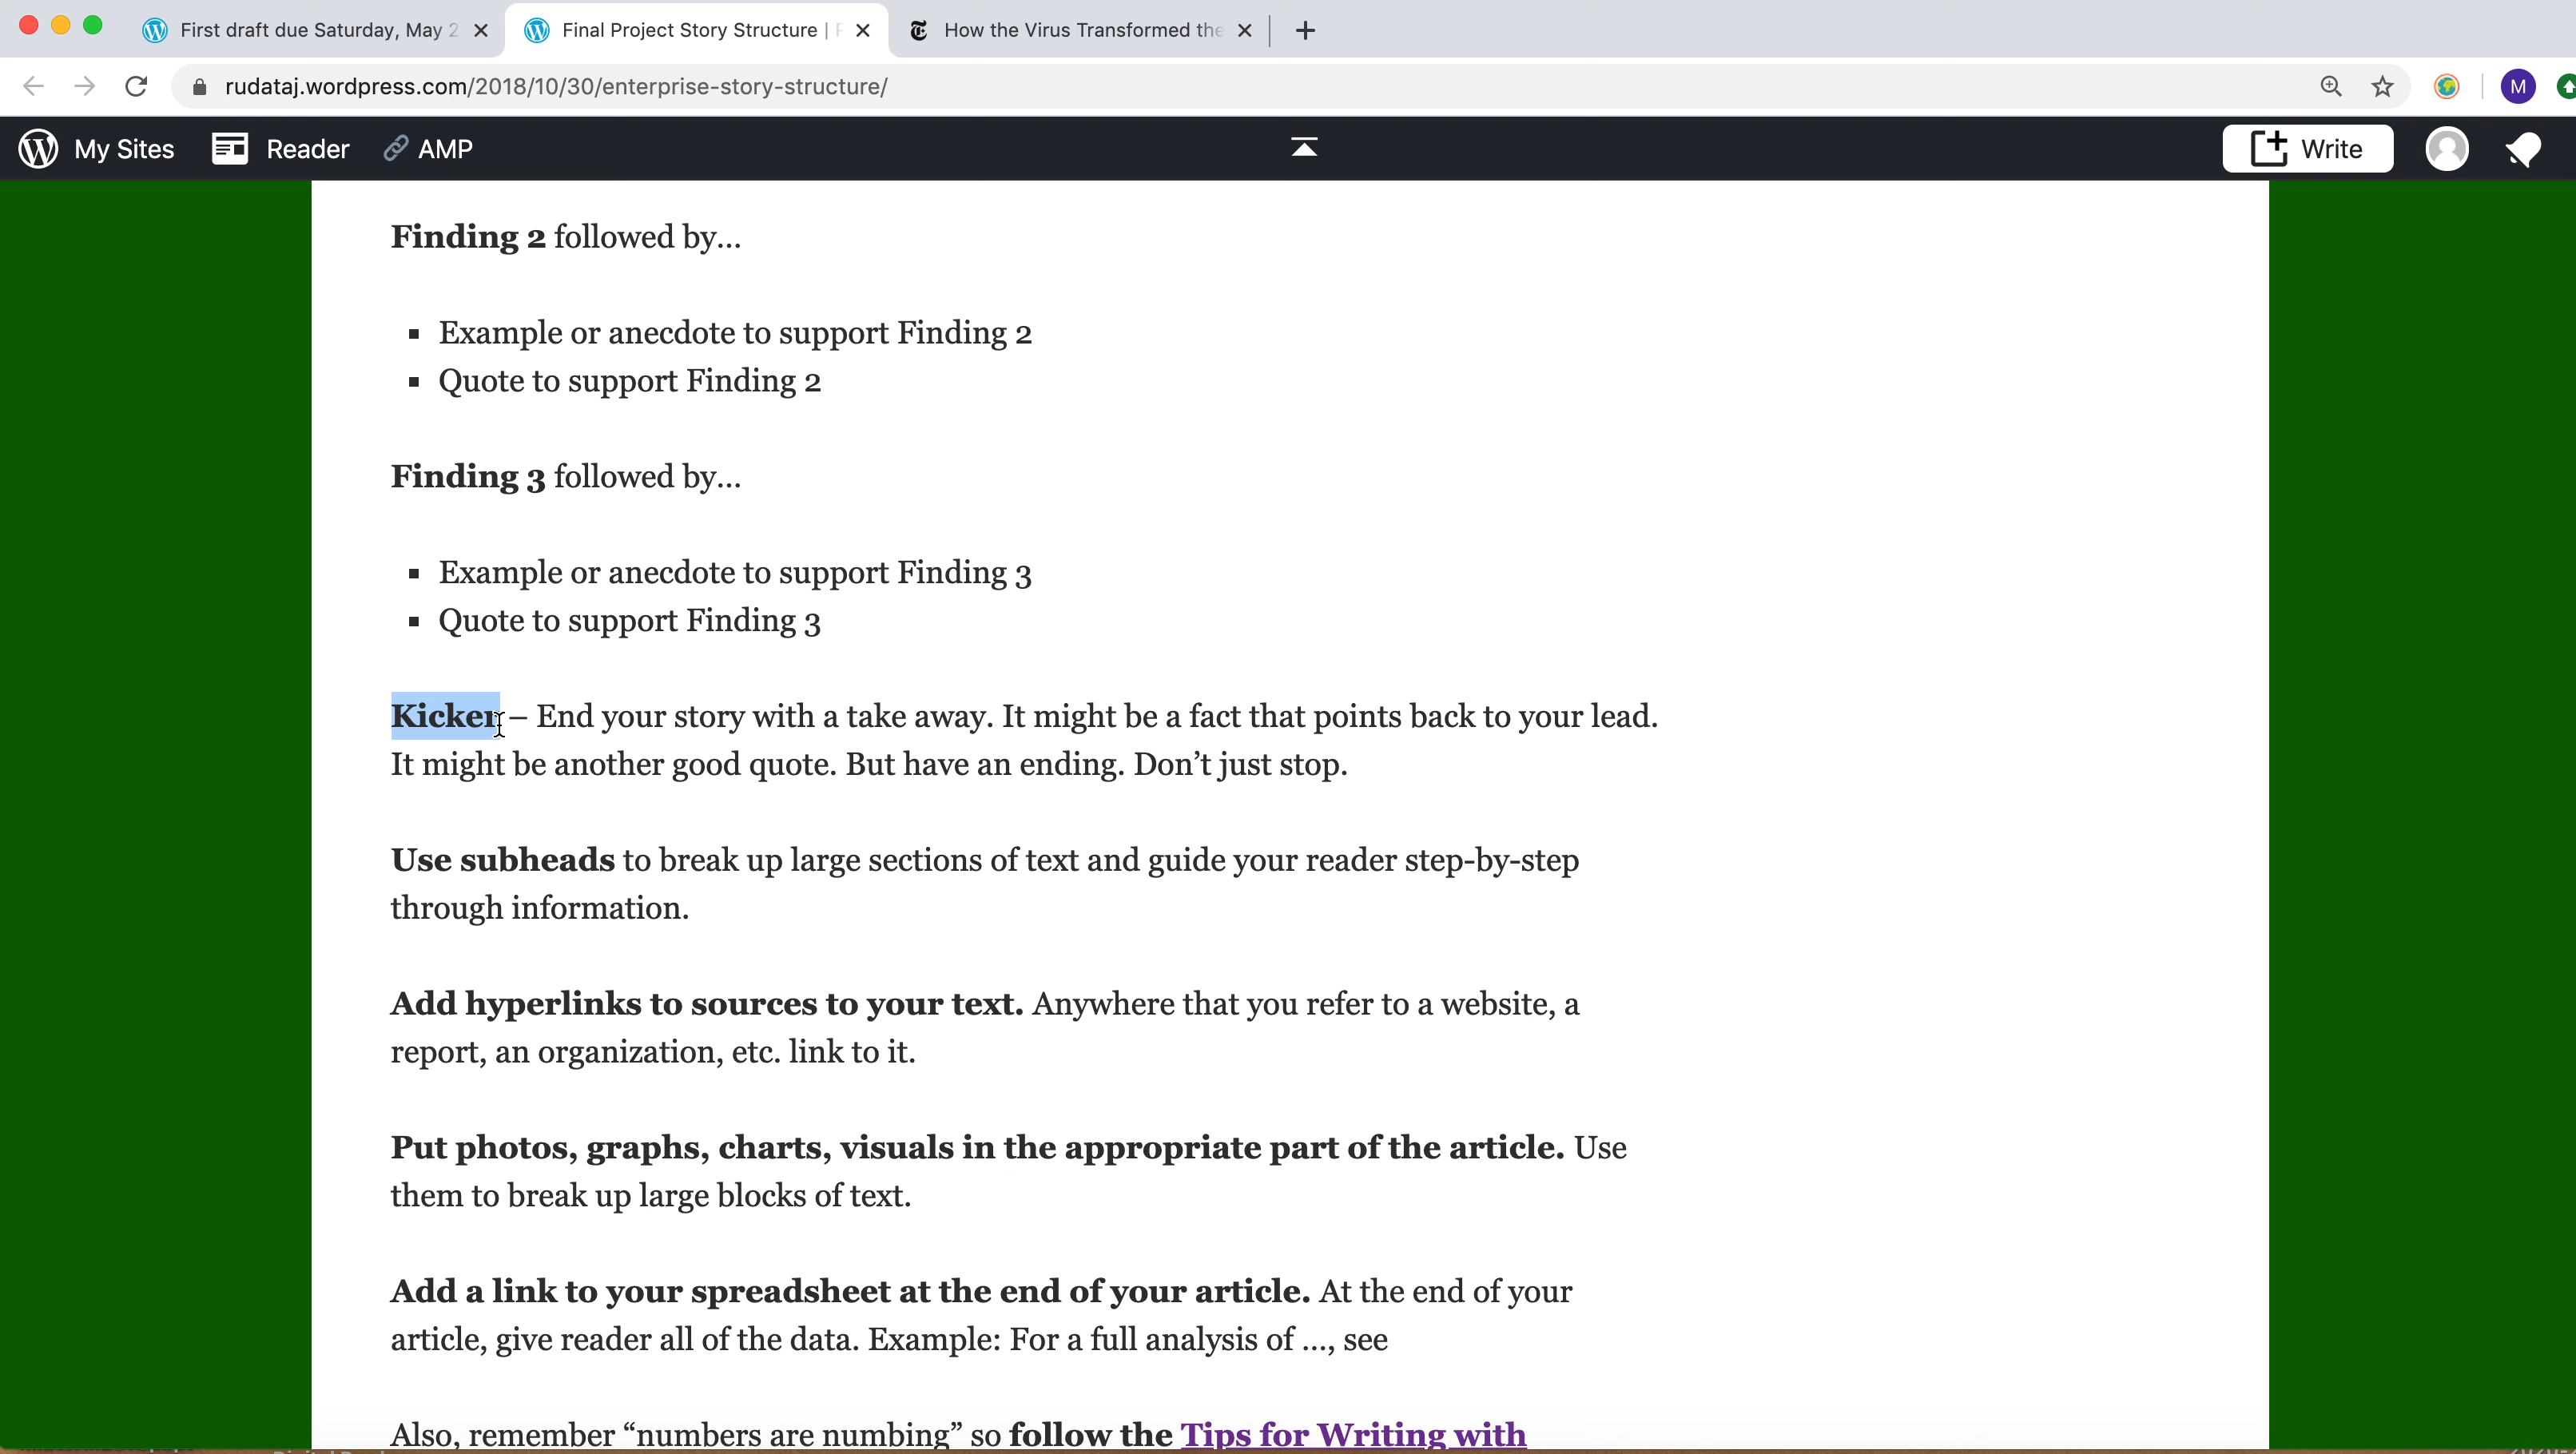 First draft due Saturday, May 2
Final Project Story Structure |
How the Virus Transformed the
rudataj.wordpress.com/2018/10/30/enterprise-story-structure/
M
My Sites
Reader
AMP
Write
Finding 2 followed by…
▪ Example or anecdote to support Finding 2
▪ Quote to support Finding 2
Finding 3 followed by…
▪ Example or anecdote to support Finding 3
▪ Quote to support Finding 3
Kicker – End your story with a take away. It might be a fact that points back to your lead.
It might be another good quote. But have an ending. Don’t just stop.
Use subheads to break up large sections of text and guide your reader step-by-step
through information.
Add hyperlinks to sources to your text. Anywhere that you refer to a website, a
report, an organization, etc. link to it.
Put photos, graphs, charts, visuals in the appropriate part of the article. Use
them to break up large blocks of text.
Add a link to your spreadsheet at the end of your article. At the end of your
article, give reader all of the data. Example: For a full analysis of …, see
Also, remember “numbers are numbing” so follow the Tips for Writing with